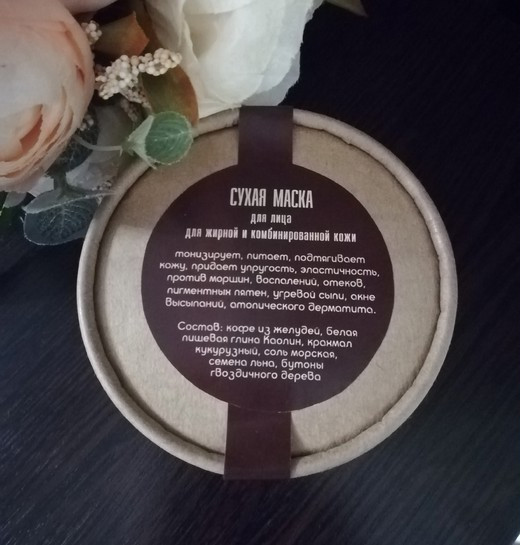 СУХАЯ МАСКА
для лица
для жирной и комбинированной кожи
тонизирует, питает, подтягивает
кожу, придает упругость, эластичность,
против морщин, воспалений, отеков,
пигментных пятен, угревой сыпи, акне
высыпаний, атопического дерматита.
Состав: кофе из желудей, белая
пищевая глина Каолин, крахмал
кукурузный, соль морская,
семена льна, бутоны
гвоздичного дерева